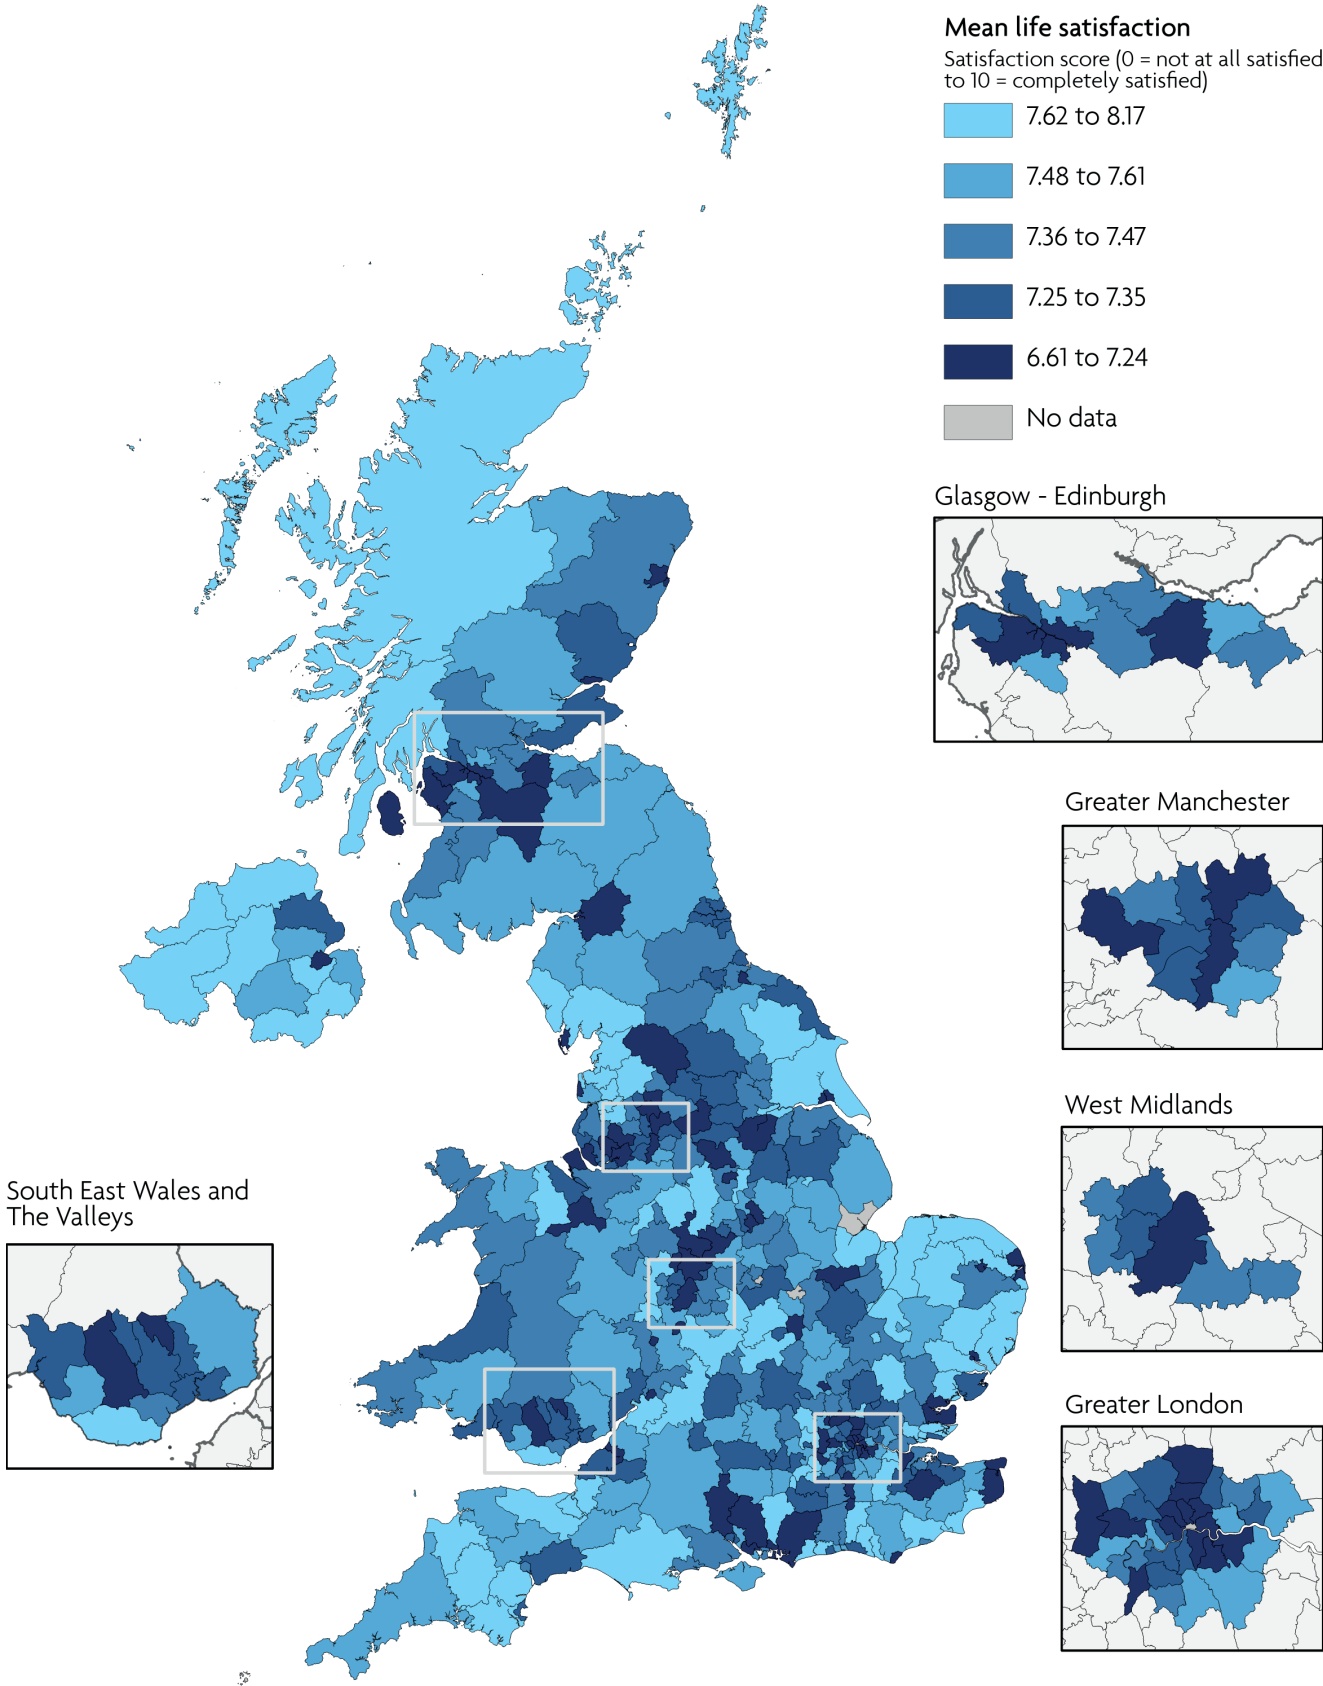 Mean life satisfaction
Satisfaction score (0 = not at all satisfied
to 10 = completely satisfied)
7.62 to 8.17
7.48 to 7.61
7.36 to 7.47
7.25 to 7.35
6.61 to 7.24
No data
Glasgow - Edinburgh
Greater Manchester
West Midlands
South East Wales and
The Valleys
Greater London